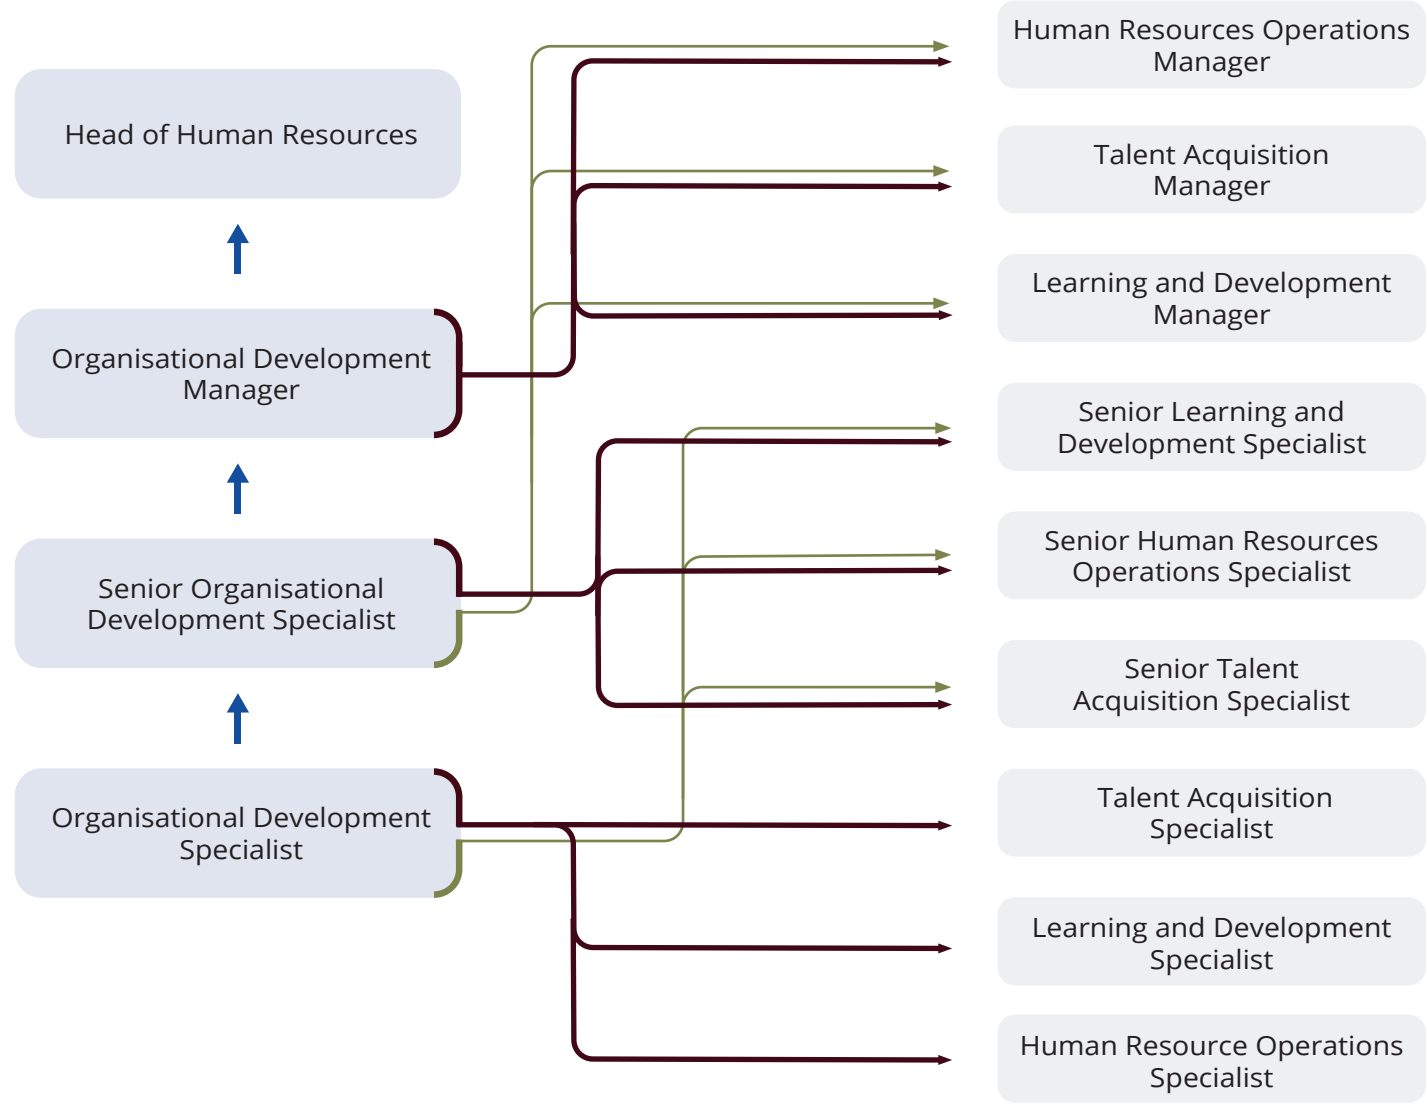 Head of Human Resources
Organisational Development
Manager
Senior Organisational
Development Specialist
Organisational Development
Specialist
Human Resources Operations
Manager
Talent Acquisition
Manager
Learning and Development
Manager
Senior Learning and
Development Specialist
Senior Human Resources
Operations Specialist
Senior Talent
Acquisition Specialist
Talent Acquisition
Specialist
Learning and Development
Specialist
Human Resource Operations
Specialist